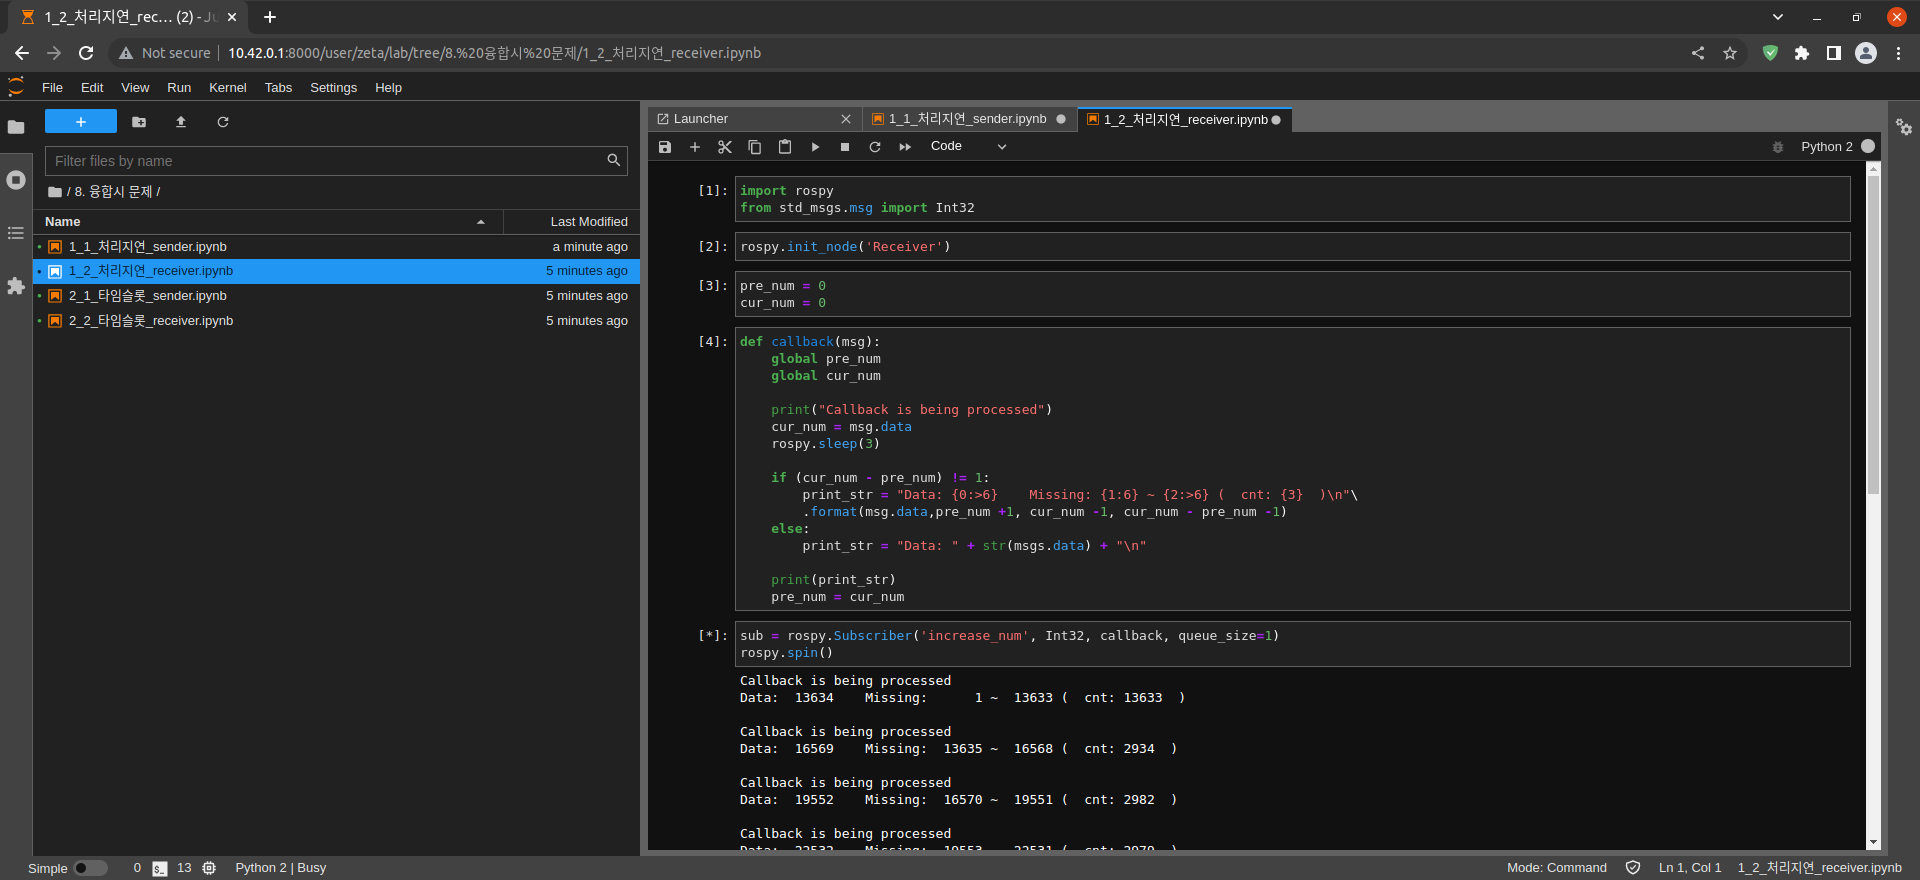 1_2_처리지연_rec... (2) - Ju
Not secure
10.42.0.1:8000/user/zeta/lab/tree/8.%20융합시%20문제/1_2_처리지연_receiver.ipynb
File Edit View Run Kernel Tabs Settings Help
Filter files by name
/ 8. 융합시 문제 /
Name Last Modified
1_1_처리지연_sender.ipynb a minute ago
1_2_처리지연_receiver.ipynb 5 minutes ago
2_1_타임슬롯_sender.ipynb 5 minutes ago
2_2_타임슬롯_receiver.ipynb 5 minutes ago
Launcher
1_1_처리지연_sender.ipynb
1_2_처리지연_receiver.ipynb
Code
Python 2
[1]: import rospy
from std_msgs.msg import Int32
[2]: rospy.init_node('Receiver')
[3]: pre_num = 0
cur_num = 0
[4]: def callback(msg):
global pre_num
global cur_num
print("Callback is being processed")
cur_num = msg.data
rospy.sleep(3)
if (cur_num - pre_num) != 1:
print_str = "Data: {0:>6}    Missing: {1:6} ~ {2:>6} (  cnt: {3}  )\n"\
.format(msg.data,pre_num +1, cur_num -1, cur_num - pre_num -1)
else:
print_str = "Data: " + str(msgs.data) + "\n"
print(print_str)
pre_num = cur_num
[*]: sub = rospy.Subscriber('increase_num', Int32, callback, queue_size=1)
rospy.spin()
Callback is being processed
Data:  13634    Missing:      1 ~  13633 (  cnt: 13633  )
Callback is being processed
Data:  16569    Missing:  13635 ~  16568 (  cnt: 2934  )
Callback is being processed
Data:  19552    Missing:  16570 ~  19551 (  cnt: 2982  )
Callback is being processed
Data:  22532    Missing:  19553 ~  22531 (  cnt: 2979  )
Simple 0 13 Python 2 | Busy
Mode: Command Ln 1, Col 1 1_2_처리지연_receiver.ipynb